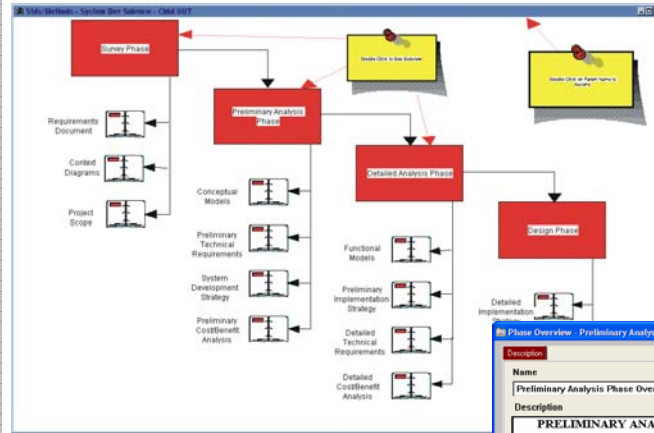 Stds/Methods - System Dev Subview - Child OUT
Survey Phase
Double Click to See Subview
Double Click on Parent Name to
Requirements
Document
Context
Diagrams
Project
Scope
Preliminary Analysis
Phase
Conceptual
Models
Preliminary
Technical
Requirements
System
Development
Strategy
Preliminary
Cost/Benefit
Analysis
Detailed Analysis Phase
Functional
Models
Preliminary
Implementation
Strategy
Detailed
Technical
Requirements
Detailed
Cost/Benefit
Analysis
Design Phase
Detailed
Implementation
Phase Overview - Preliminary Analys
Description
Name
Preliminary Analysis Phase Over
Description
PRELIMINARY ANA